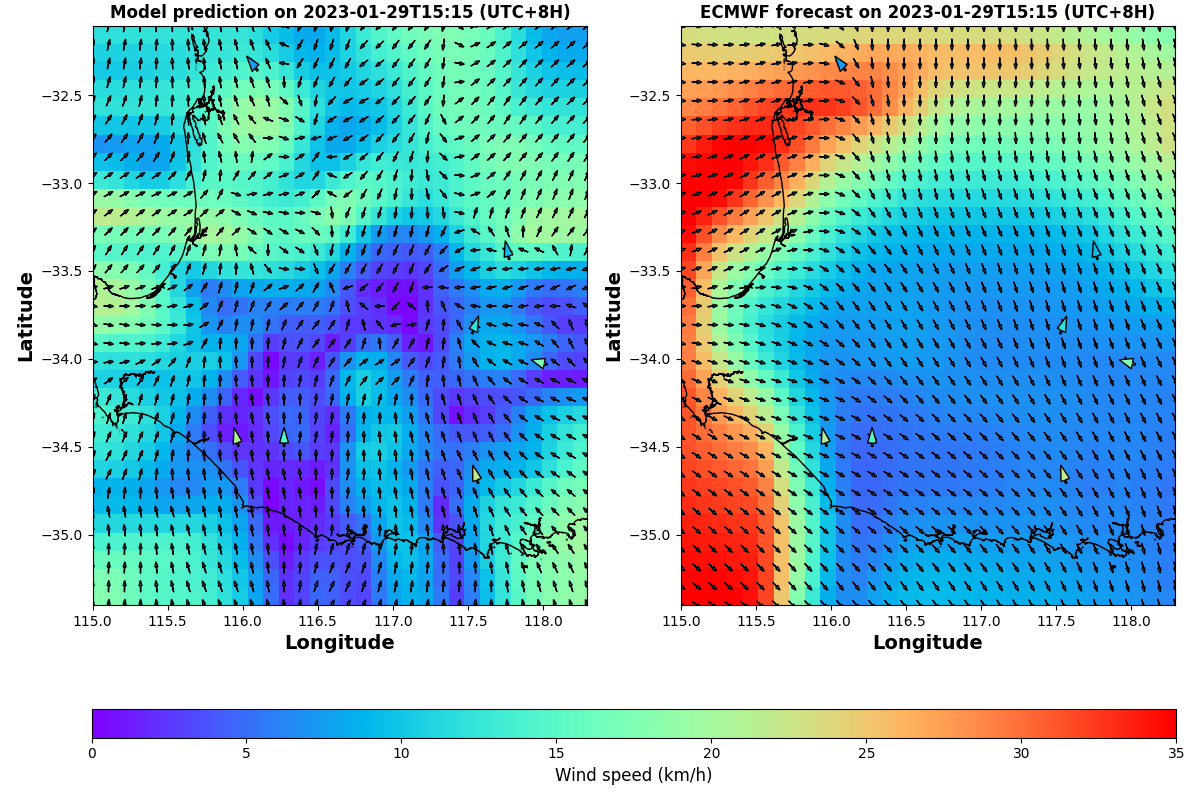 Model prediction on 2023-01-29T15:15 (UTC+8H)
ECMWF forecast on 2023-01-29T15:15 (UTC+8H)
Latitude
−32.5
−33.0
−33.5
−34.0
−34.5
−35.0
115.0 115.5 116.0 116.5 117.0 117.5 118.0
Longitude
Latitude
−32.5
−33.0
−33.5
−34.0
−34.5
−35.0
115.0 115.5 116.0 116.5 117.0 117.5 118.0
Longitude
0 5 10 15 20 25 30 35
Wind speed (km/h)